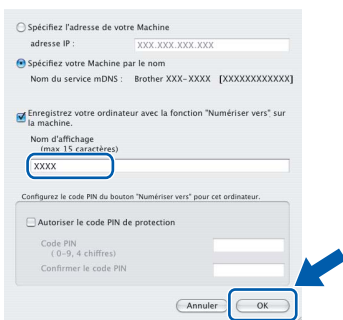 Spécifiez l'adresse de votre Machine
adresse IP :
XXX.XXX.XXX.XXX
Spécifiez votre Machine par le nom
Nom du service mDNS : Brother XXX-XXXX [XXXXXXXXXXXX]
Enregistrez votre ordinateur avec la fonction "Numériser vers" sur
la machine.
Nom d'affichage
(max 15 caractères)
XXXX
Configurez le code PIN du bouton "Numériser vers" pour cet ordinateur.
Autoriser le code PIN de protection
Code PIN
( 0-9, 4 chiffres)
Confirmer le code PIN
Annuler OK